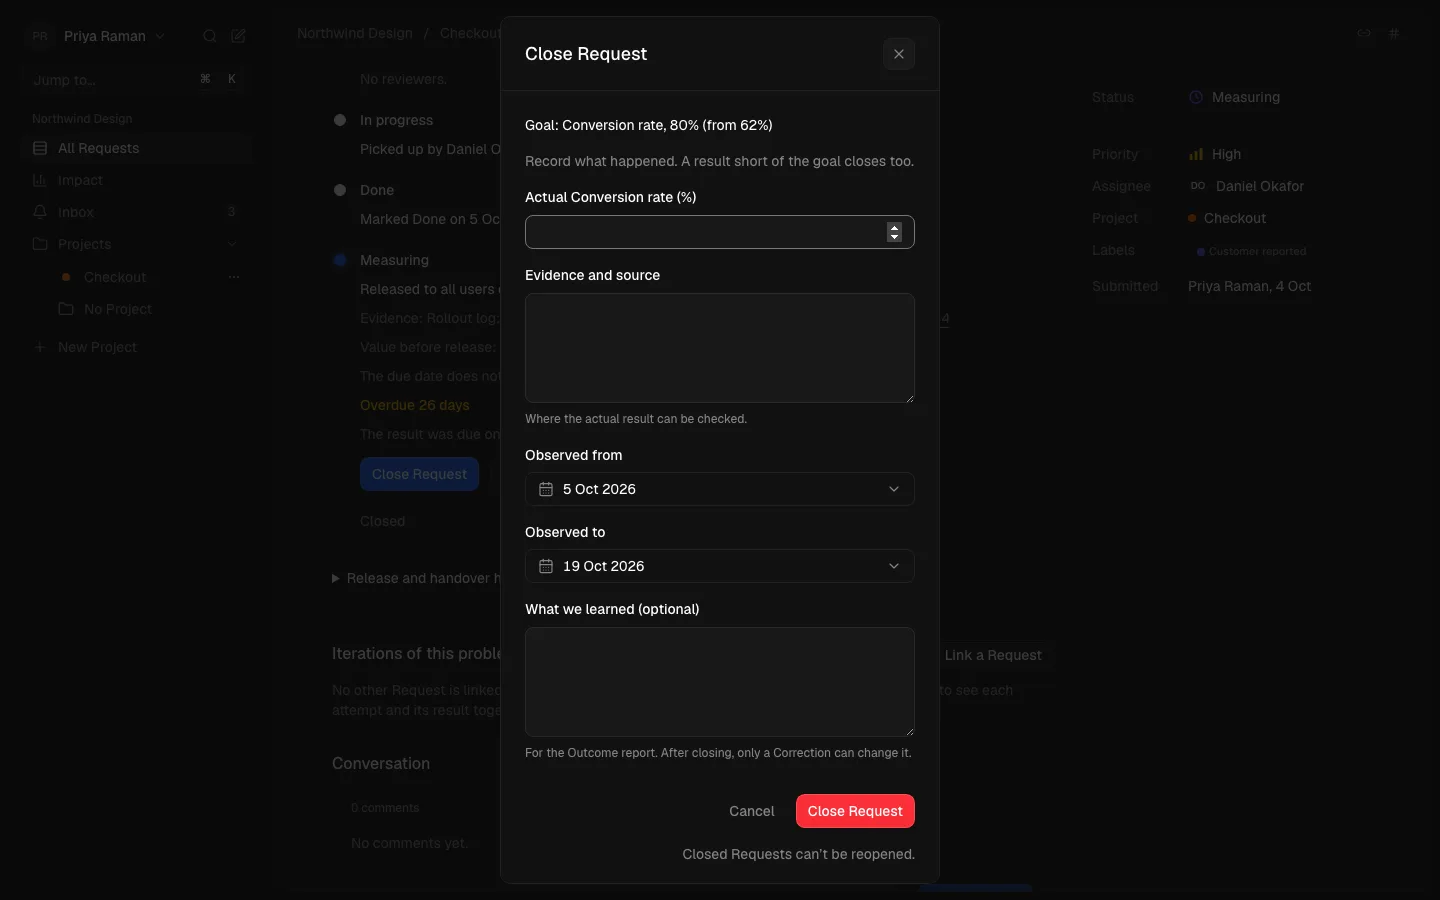 PR Priya Raman
Jump to... ⌘ K
Northwind Design
All Requests
Impact
Inbox 3
Projects
Checkout ...
No Project
New Project
Northwind Design / Checkout
No reviewers.
In progress
Picked up by Daniel O
Done
Marked Done on 5 Oc
Measuring
Released to all users
Evidence: Rollout log:
4
Value before release:
The due date does not
Overdue 26 days
The result was due on
Close Request
Closed
Release and handover h
Iterations of this proble
Link a Request
No other Request is linked
to see each
attempt and its result toge
Conversation
0 comments
No comments yet.
Close Request
Goal: Conversion rate, 80% (from 62%)
Record what happened. A result short of the goal closes too.
Actual Conversion rate (%)
Evidence and source
Where the actual result can be checked.
Observed from
5 Oct 2026
Observed to
19 Oct 2026
What we learned (optional)
For the Outcome report. After closing, only a Correction can change it.
Cancel Close Request
Closed Requests can't be reopened.
#
Status Measuring
Priority High
Assignee DO Daniel Okafor
Project Checkout
Labels Customer reported
Submitted Priya Raman, 4 Oct